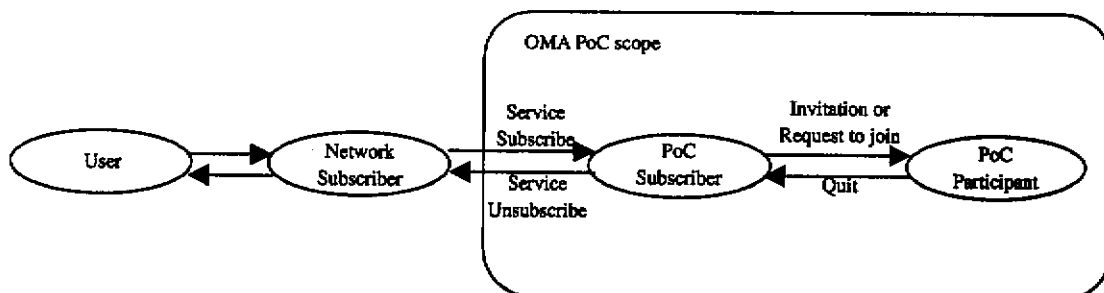 OMA PoC scope
User
Network
Subscriber
Service
Subscribe
Service
Unsubscribe
PoC
Subscriber
Invitation or
Request to join
Quit
PoC
Participant